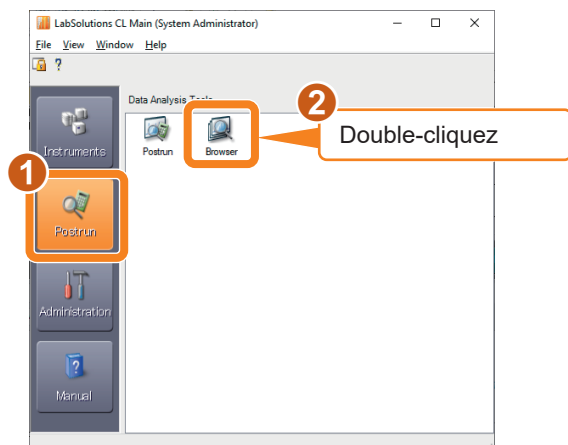 LabSolutions CL Main (System Administrator)
File View Window Help
?
Data Analysis Tools
2
Double-cliquez
Instruments
Postrun
Browser
1
Postrun
Administration
?
Manual